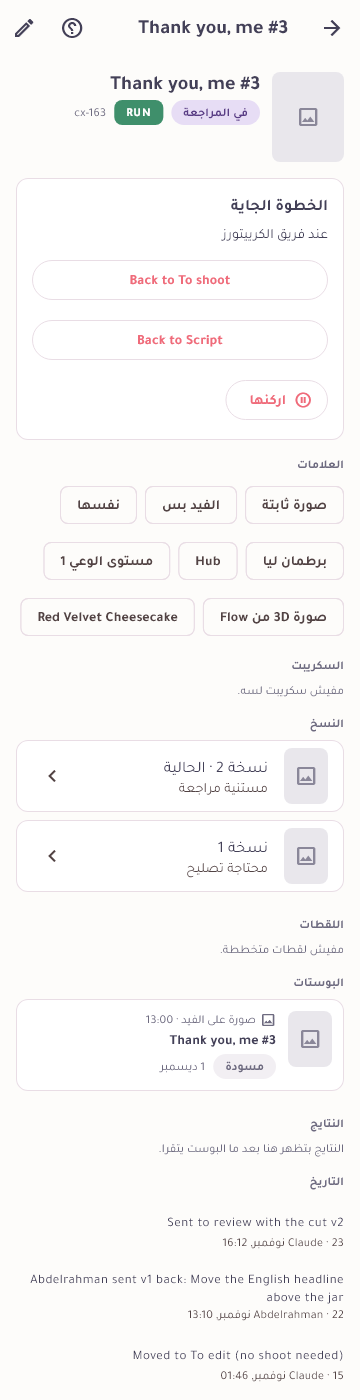 Thank you, me #3
Thank you, me #3
في المراجعة RUN cx-163
الخطوة الجاية
عند فريق الكرييتورز
Back to To shoot
Back to Script
اركنها
العلامات
صورة ثابتة الفيد بس نفسها
برطمان ليا Hub مستوى الوعي 1
صورة 3D من Flow Red Velvet Cheesecake
السكريبت
مفيش سكريبت لسه.
النسخ
نسخة 2 · الحالية
مستنية مراجعة
نسخة 1
محتاجة تصليح
اللقطات
مفيش لقطات متخططة.
البوستات
صورة على الفيد · 13:00
Thank you, me #3
مسودة 1 ديسمبر
النتايج
النتايج بتظهر هنا بعد ما البوست يتقرا.
التاريخ
Sent to review with the cut v2
Claude · 23 نوفمبر, 16:12
Abdelrahman sent v1 back: Move the English headline
above the jar
Abdelrahman · 22 نوفمبر, 13:10
Moved to To edit (no shoot needed)
Claude · 15 نوفمبر, 01:46